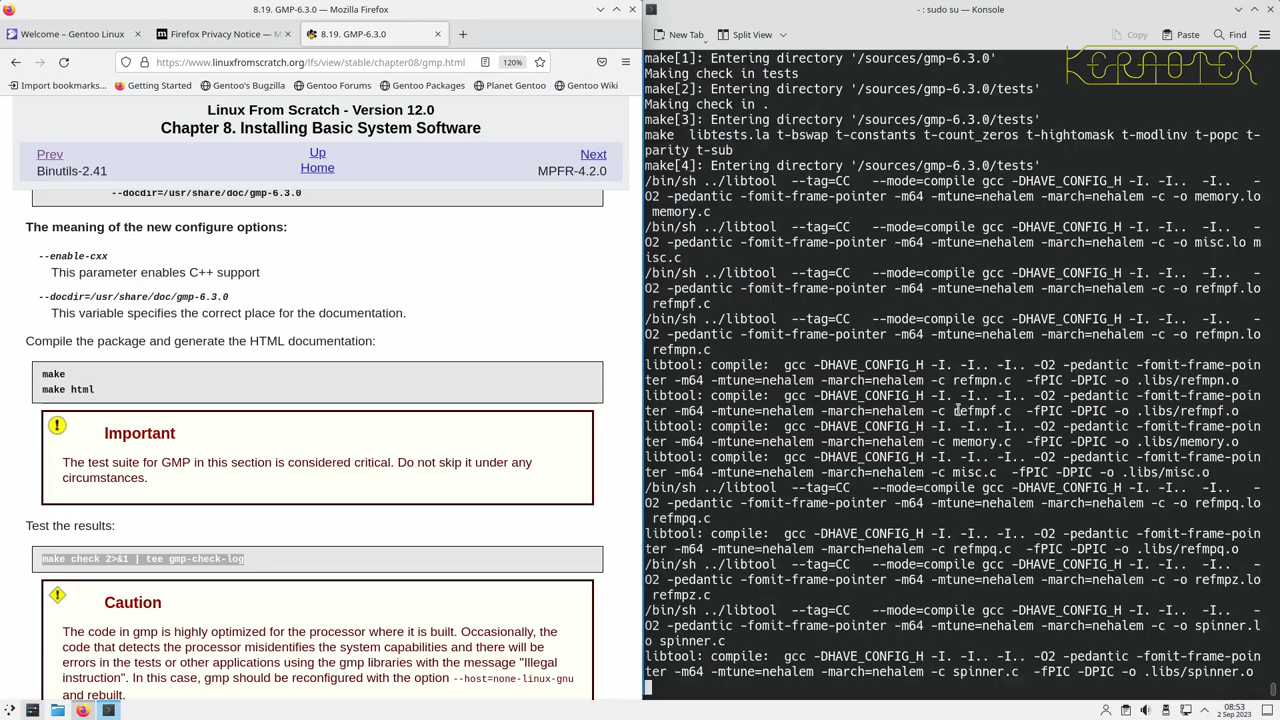 8.19. GMP-6.3.0 — Mozilla Firefox
Welcome – Gentoo Linux
Firefox Privacy Notice — M
8.19. GMP-6.3.0
https://www.linuxfromscratch.org/lfs/view/stable/chapter08/gmp.html
120%
Import bookmarks...
Getting Started
Gentoo's Bugzilla
Gentoo Forums
Gentoo Packages
Planet Gentoo
Gentoo Wiki
Linux From Scratch - Version 12.0
Chapter 8. Installing Basic System Software
Prev
Up
Next
Binutils-2.41
Home
MPFR-4.2.0
--docdir=/usr/share/doc/gmp-6.3.0
The meaning of the new configure options:
--enable-cxx
This parameter enables C++ support
--docdir=/usr/share/doc/gmp-6.3.0
This variable specifies the correct place for the documentation.
Compile the package and generate the HTML documentation:
make
make html
Important
The test suite for GMP in this section is considered critical. Do not skip it under any
circumstances.
Test the results:
make check 2>&1 | tee gmp-check-log
Caution
The code in gmp is highly optimized for the processor where it is built. Occasionally, the
code that detects the processor misidentifies the system capabilities and there will be
errors in the tests or other applications using the gmp libraries with the message "Illegal
instruction". In this case, gmp should be reconfigured with the option --host=none-linux-gnu
and rebuilt.
- : sudo su — Konsole
New Tab
Split View
Copy
Paste
Find
KERNOTEX
make[1]: Entering directory '/sources/gmp-6.3.0'
Making check in tests
make[2]: Entering directory '/sources/gmp-6.3.0/tests'
Making check in .
make[3]: Entering directory '/sources/gmp-6.3.0/tests'
make  libtests.la t-bswap t-constants t-count_zeros t-hightomask t-modlinv t-popc t-
parity t-sub
make[4]: Entering directory '/sources/gmp-6.3.0/tests'
/bin/sh ../libtool  --tag=CC   --mode=compile gcc -DHAVE_CONFIG_H -I. -I..  -I..   -
O2 -pedantic -fomit-frame-pointer -m64 -mtune=nehalem -march=nehalem -c -o memory.lo
 memory.c
/bin/sh ../libtool  --tag=CC   --mode=compile gcc -DHAVE_CONFIG_H -I. -I..  -I..   -
O2 -pedantic -fomit-frame-pointer -m64 -mtune=nehalem -march=nehalem -c -o misc.lo m
isc.c
/bin/sh ../libtool  --tag=CC   --mode=compile gcc -DHAVE_CONFIG_H -I. -I..  -I..   -
O2 -pedantic -fomit-frame-pointer -m64 -mtune=nehalem -march=nehalem -c -o refmpf.lo
 refmpf.c
/bin/sh ../libtool  --tag=CC   --mode=compile gcc -DHAVE_CONFIG_H -I. -I..  -I..   -
O2 -pedantic -fomit-frame-pointer -m64 -mtune=nehalem -march=nehalem -c -o refmpn.lo
 refmpn.c
libtool: compile:  gcc -DHAVE_CONFIG_H -I. -I.. -I.. -O2 -pedantic -fomit-frame-poin
ter -m64 -mtune=nehalem -march=nehalem -c refmpn.c  -fPIC -DPIC -o .libs/refmpn.o
libtool: compile:  gcc -DHAVE_CONFIG_H -I. -I.. -I.. -O2 -pedantic -fomit-frame-poin
ter -m64 -mtune=nehalem -march=nehalem -c refmpf.c  -fPIC -DPIC -o .libs/refmpf.o
libtool: compile:  gcc -DHAVE_CONFIG_H -I. -I.. -I.. -O2 -pedantic -fomit-frame-poin
ter -m64 -mtune=nehalem -march=nehalem -c memory.c  -fPIC -DPIC -o .libs/memory.o
libtool: compile:  gcc -DHAVE_CONFIG_H -I. -I.. -I.. -O2 -pedantic -fomit-frame-poin
ter -m64 -mtune=nehalem -march=nehalem -c misc.c  -fPIC -DPIC -o .libs/misc.o
/bin/sh ../libtool  --tag=CC   --mode=compile gcc -DHAVE_CONFIG_H -I. -I..  -I..   -
O2 -pedantic -fomit-frame-pointer -m64 -mtune=nehalem -march=nehalem -c -o refmpq.lo
 refmpq.c
libtool: compile:  gcc -DHAVE_CONFIG_H -I. -I.. -I.. -O2 -pedantic -fomit-frame-poin
ter -m64 -mtune=nehalem -march=nehalem -c refmpq.c  -fPIC -DPIC -o .libs/refmpq.o
/bin/sh ../libtool  --tag=CC   --mode=compile gcc -DHAVE_CONFIG_H -I. -I..  -I..   -
O2 -pedantic -fomit-frame-pointer -m64 -mtune=nehalem -march=nehalem -c -o refmpz.lo
 refmpz.c
/bin/sh ../libtool  --tag=CC   --mode=compile gcc -DHAVE_CONFIG_H -I. -I..  -I..   -
O2 -pedantic -fomit-frame-pointer -m64 -mtune=nehalem -march=nehalem -c -o spinner.l
o spinner.c
libtool: compile:  gcc -DHAVE_CONFIG_H -I. -I.. -I.. -O2 -pedantic -fomit-frame-poin
ter -m64 -mtune=nehalem -march=nehalem -c spinner.c  -fPIC -DPIC -o .libs/spinner.o
08:53
2 Sep 2023